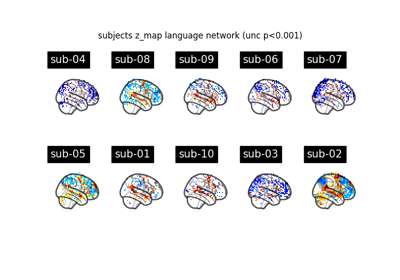 subjects z_map language network (unc p<0.001)
sub-04 sub-08 sub-09 sub-06 sub-07
sub-05 sub-01 sub-10 sub-03 sub-02